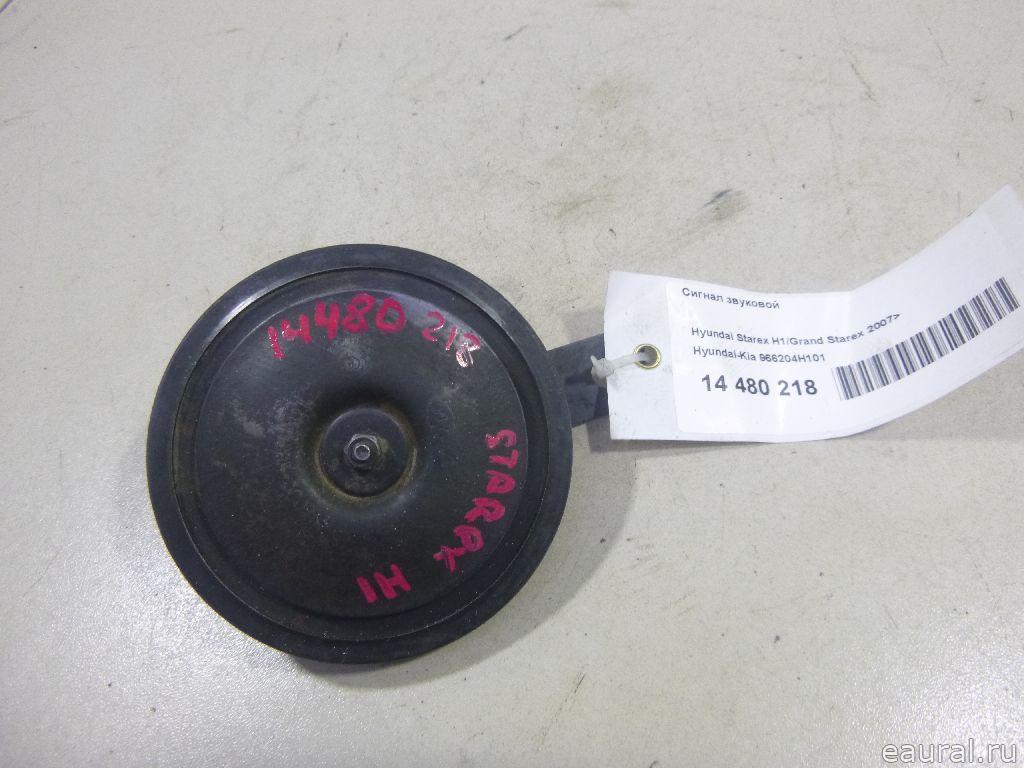 14480 218
STAREX
H1
Сигнал звуковой
Hyundai Starex H1/Grand Starex 2007>
Hyundai-Kia 966204H101
14 480 218
eaural.ru